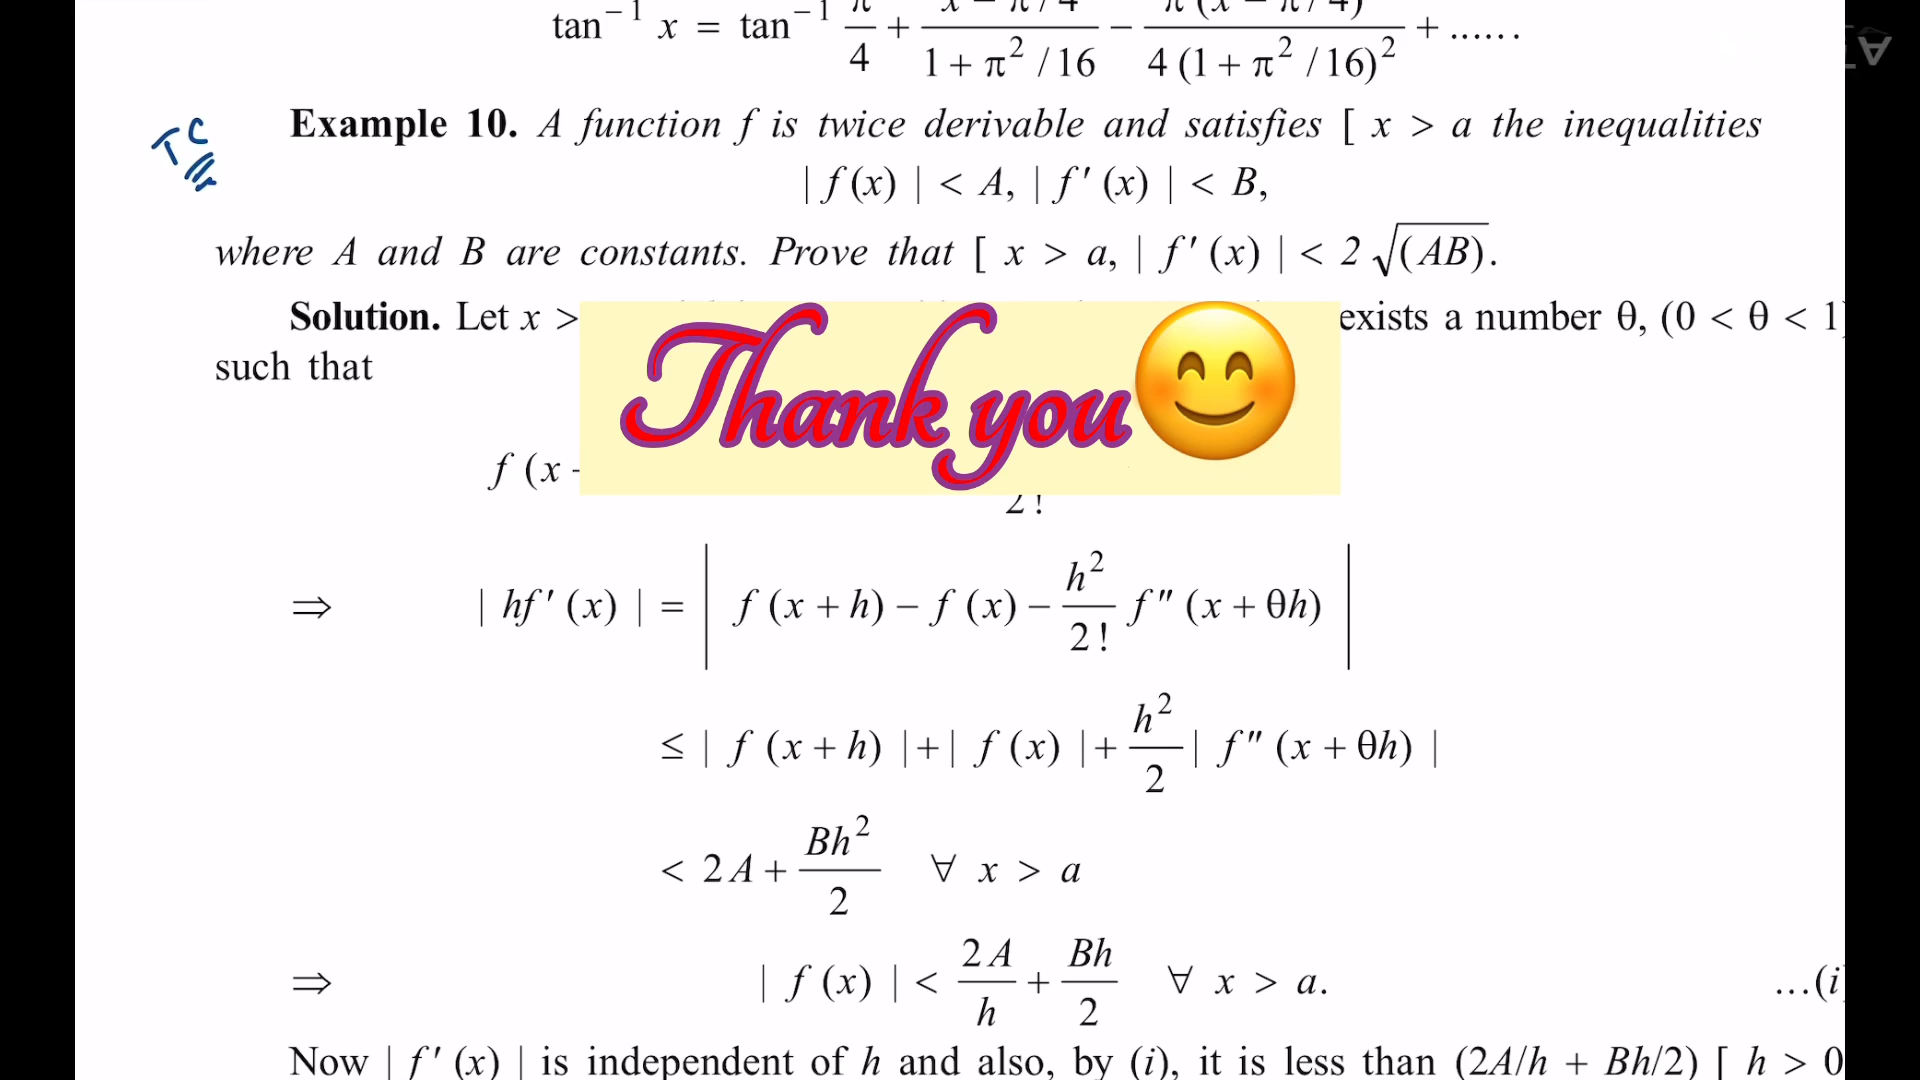 tan⁻¹ x = tan⁻¹ π/4 + (x − π/4)/(1 + π²/16) − π(x − π/4)/(4(1 + π²/16)²) + ......
TC
Example 10. A function f is twice derivable and satisfies [ x > a the inequalities
| f(x) | < A, | f′(x) | < B,
where A and B are constants. Prove that [ x > a, | f′(x) | < 2 √(AB).
Solution. Let x > exists a number θ, (0 < θ < 1)
such that
Thank you
f (x
2 !
⇒ | hf′(x) | = | f (x + h) − f (x) − h²/2! f″(x + θh) |
≤ | f (x + h) | + | f (x) | + h²/2 | f″(x + θh) |
< 2A + Bh²/2 ∀ x > a
⇒ | f (x) | < 2A/h + Bh/2 ∀ x > a. ...(i
Now | f′(x) | is independent of h and also, by (i), it is less than (2A/h + Bh/2) [ h > 0